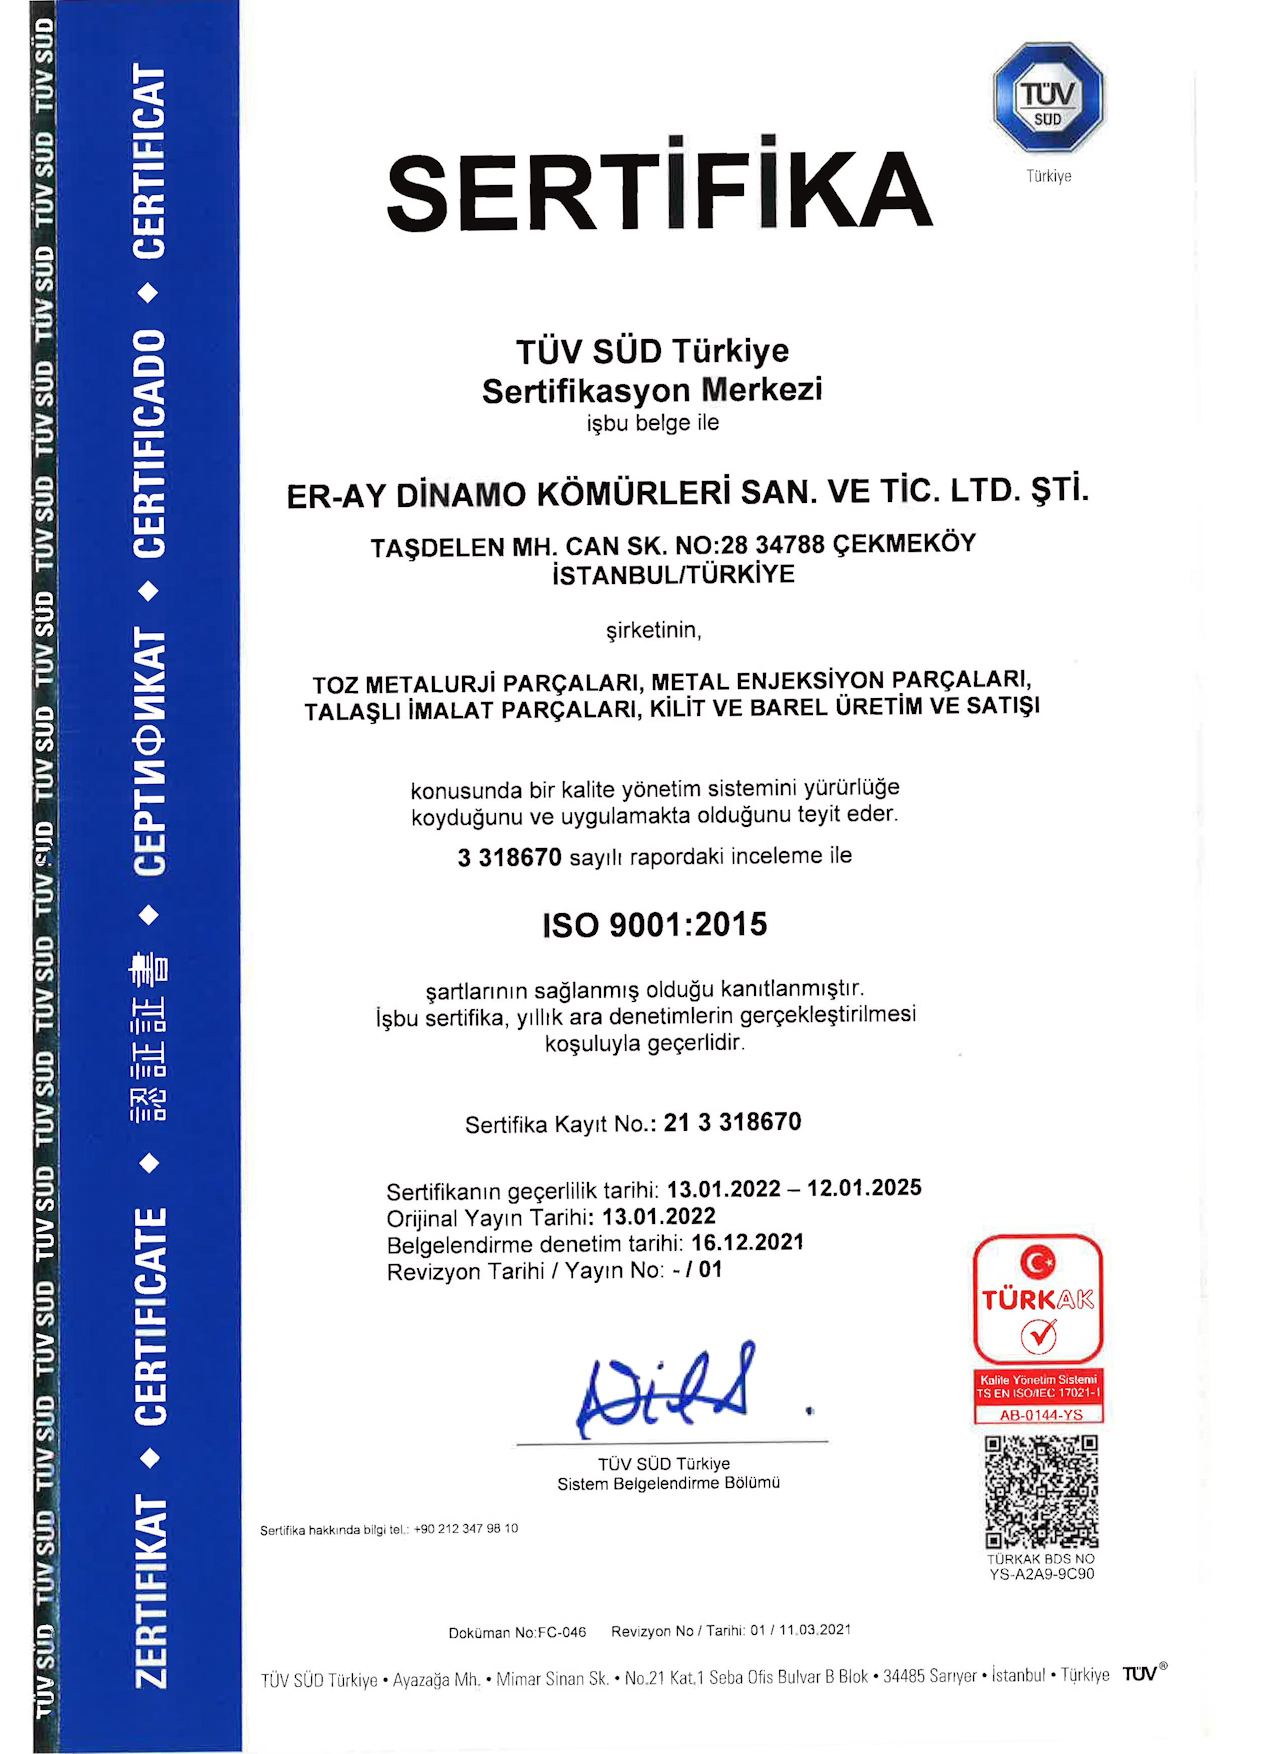 TÜV SÜD TÜV SÜD TÜV SÜD TÜV SÜD TÜV SÜD TÜV SÜD TÜV SÜD TÜV SÜD TÜV SÜD TÜV SÜD TÜV SÜD TÜV SÜD TÜV SÜD TÜV SÜD TÜV SÜD
ZERTIFIKAT ◆ CERTIFICATE ◆ 認証証書 ◆ СЕРТИФИКАТ ◆ CERTIFICADO ◆ CERTIFICAT
TÜV
SÜD
Türkiye
SERTİFİKA
TÜV SÜD Türkiye
Sertifikasyon Merkezi
işbu belge ile
ER-AY DİNAMO KÖMÜRLERİ SAN. VE TİC. LTD. ŞTİ.
TAŞDELEN MH. CAN SK. NO:28 34788 ÇEKMEKÖY
İSTANBUL/TÜRKİYE
şirketinin,
TOZ METALURJİ PARÇALARI, METAL ENJEKSİYON PARÇALARI,
TALAŞLI İMALAT PARÇALARI, KİLİT VE BAREL ÜRETİM VE SATIŞI
konusunda bir kalite yönetim sistemini yürürlüğe
koyduğunu ve uygulamakta olduğunu teyit eder.
3 318670 sayılı rapordaki inceleme ile
ISO 9001:2015
şartlarının sağlanmış olduğu kanıtlanmıştır.
İşbu sertifika, yıllık ara denetimlerin gerçekleştirilmesi
koşuluyla geçerlidir.
Sertifika Kayıt No.: 21 3 318670
Sertifikanın geçerlilik tarihi: 13.01.2022 – 12.01.2025
Orijinal Yayın Tarihi: 13.01.2022
Belgelendirme denetim tarihi: 16.12.2021
Revizyon Tarihi / Yayın No: - / 01
TÜRKAK
Kalite Yönetim Sistemi
TS EN ISO/IEC 17021-1
AB-0144-YS
TÜRKAK BDS NO
YS-A2A9-9C90
TÜV SÜD Türkiye
Sistem Belgelendirme Bölümü
Sertifika hakkında bilgi tel.: +90 212 347 98 10
Doküman No:FC-046 Revizyon No / Tarihi: 01 / 11.03.2021
TÜV SÜD Türkiye • Ayazağa Mh. • Mimar Sinan Sk. • No.21 Kat.1 Seba Ofis Bulvar B Blok • 34485 Sarıyer • İstanbul • Türkiye TÜV®